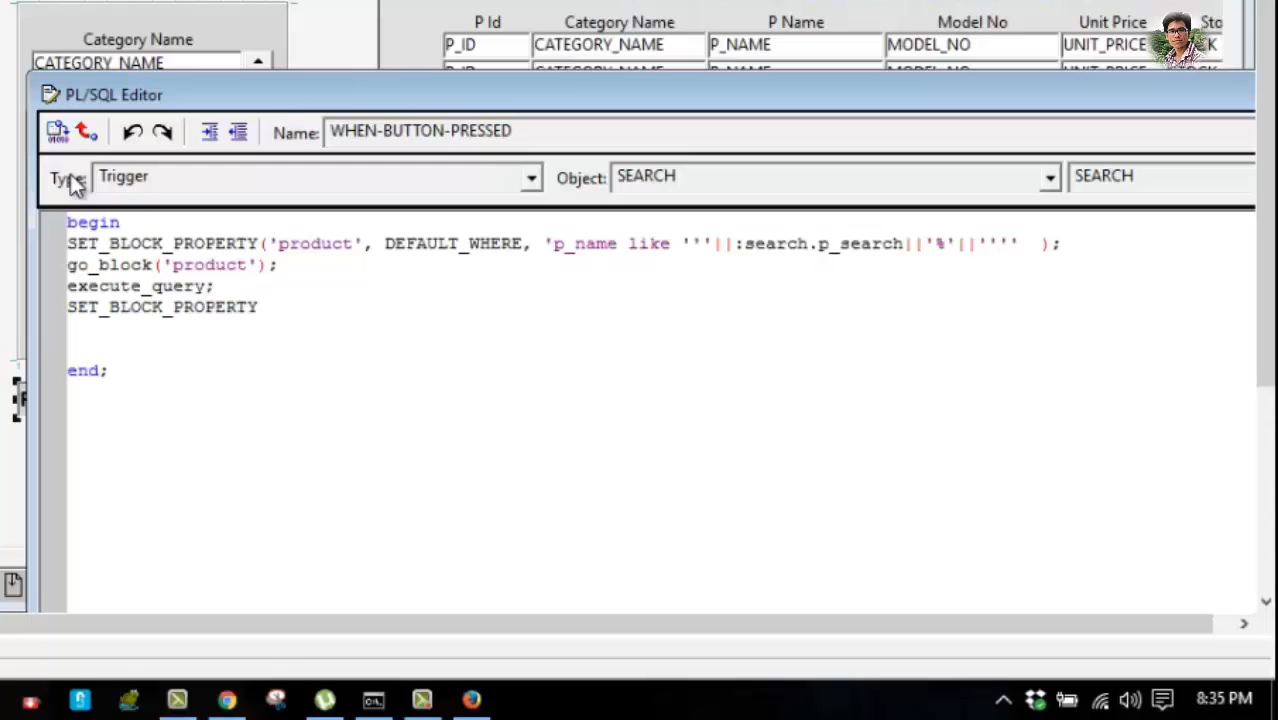 P Id Category Name P Name Model No Unit Price
Category Name
P_ID CATEGORY_NAME P_NAME MODEL_NO UNIT_PRICE
CATEGORY_NAME
PL/SQL Editor
Name: WHEN-BUTTON-PRESSED
Type: Trigger Object: SEARCH SEARCH
begin
SET_BLOCK_PROPERTY('product', DEFAULT_WHERE, 'p_name like '''||:search.p_search||'%'||''''  );
go_block('product');
execute_query;
SET_BLOCK_PROPERTY
end;
8:35 PM